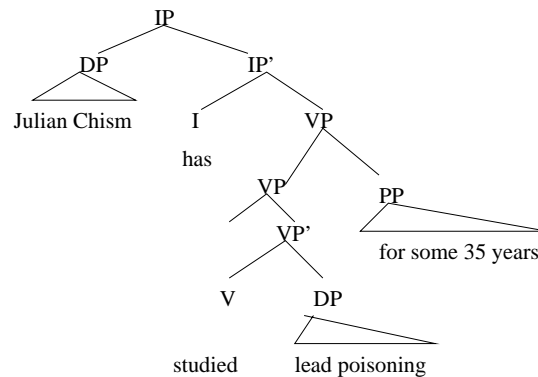 IP
DP IP'
Julian Chism I VP
has
VP PP
VP' for some 35 years
V DP
studied lead poisoning